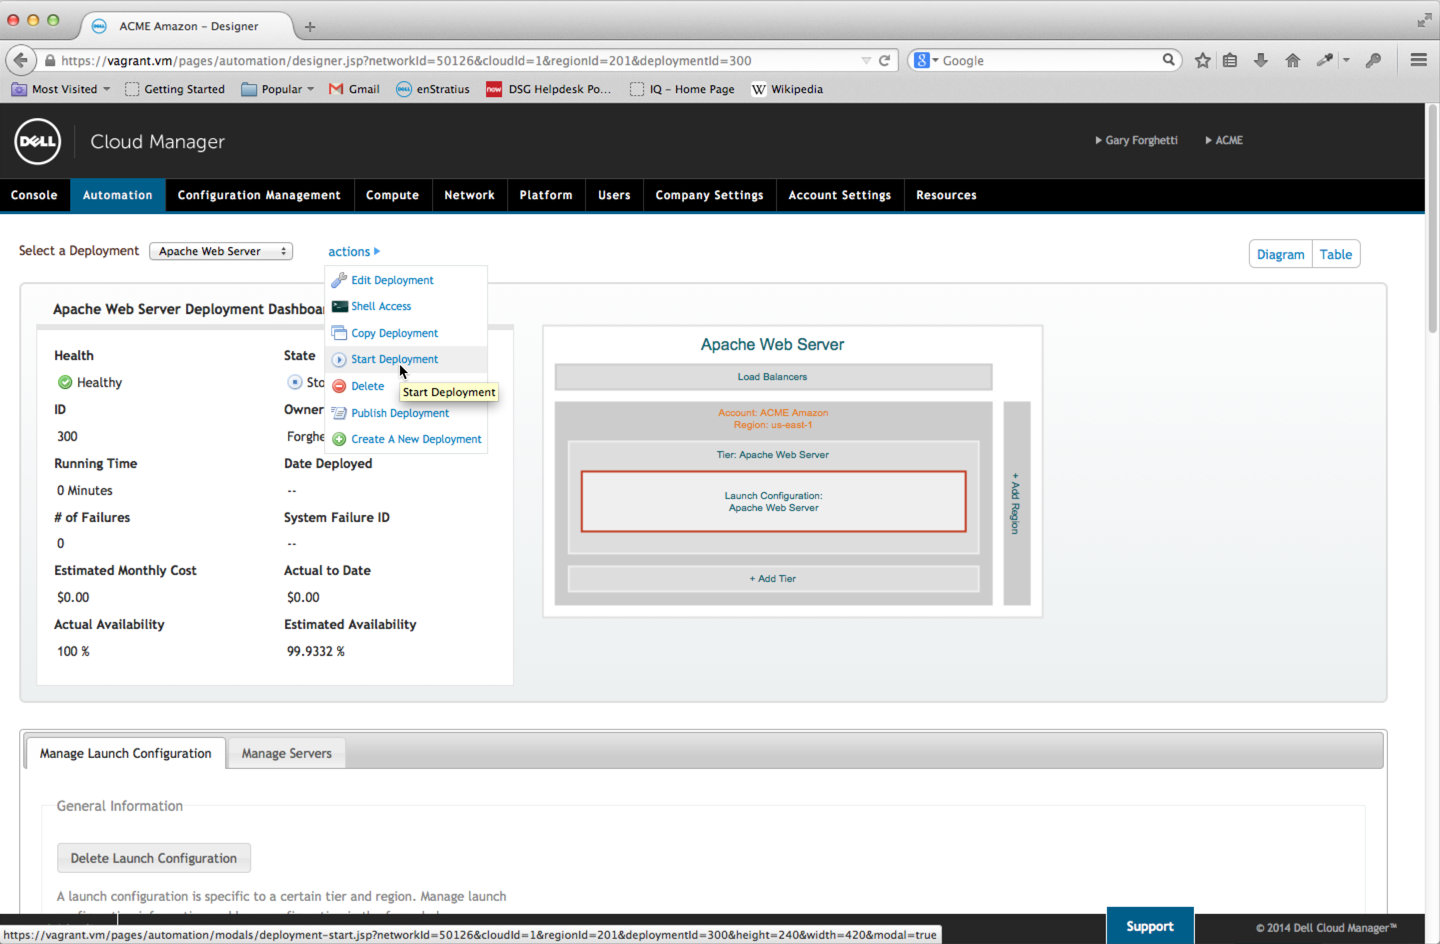 ACME Amazon – Designer
https://vagrant.vm/pages/automation/designer.jsp?networkId=50126&cloudId=1&regionId=201&deploymentId=300
Google
Most Visited Getting Started Popular Gmail enStratius DSG Helpdesk Po... IQ – Home Page Wikipedia
DELL Cloud Manager Gary Forghetti ACME
Console Automation Configuration Management Compute Network Platform Users Company Settings Account Settings Resources
Select a Deployment Apache Web Server actions Diagram Table
Edit Deployment
Shell Access
Copy Deployment
Start Deployment
Delete
Start Deployment
Publish Deployment
Create A New Deployment
Apache Web Server Deployment
Health State
Healthy
ID Owner
300
Running Time Date Deployed
0 Minutes --
# of Failures System Failure ID
0 --
Estimated Monthly Cost Actual to Date
$0.00 $0.00
Actual Availability Estimated Availability
100 % 99.9332 %
Apache Web Server
Load Balancers
Account: ACME Amazon
Region: us-east-1
Tier: Apache Web Server
Launch Configuration:
Apache Web Server
+ Add Tier
+ Add Region
Manage Launch Configuration Manage Servers
General Information
Delete Launch Configuration
A launch configuration is specific to a certain tier and region. Manage launch
https://vagrant.vm/pages/automation/modals/deployment-start.jsp?networkId=50126&cloudId=1&regionId=201&deploymentId=300&height=240&width=420&modal=true
Support
© 2014 Dell Cloud Manager™